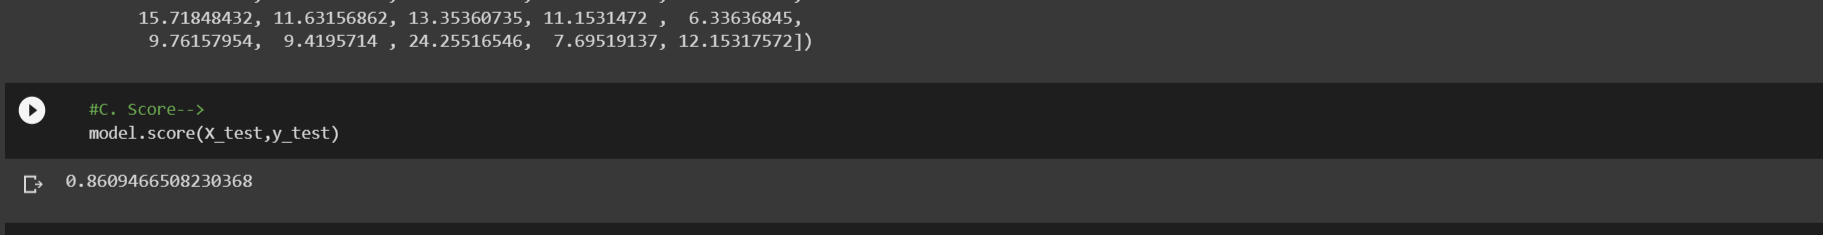 15.71848432, 11.63156862, 13.35360735, 11.1531472 ,  6.33636845,
9.76157954,  9.4195714 , 24.25516546,  7.69519137, 12.15317572])
#C. Score-->
model.score(X_test,y_test)
0.8609466508230368